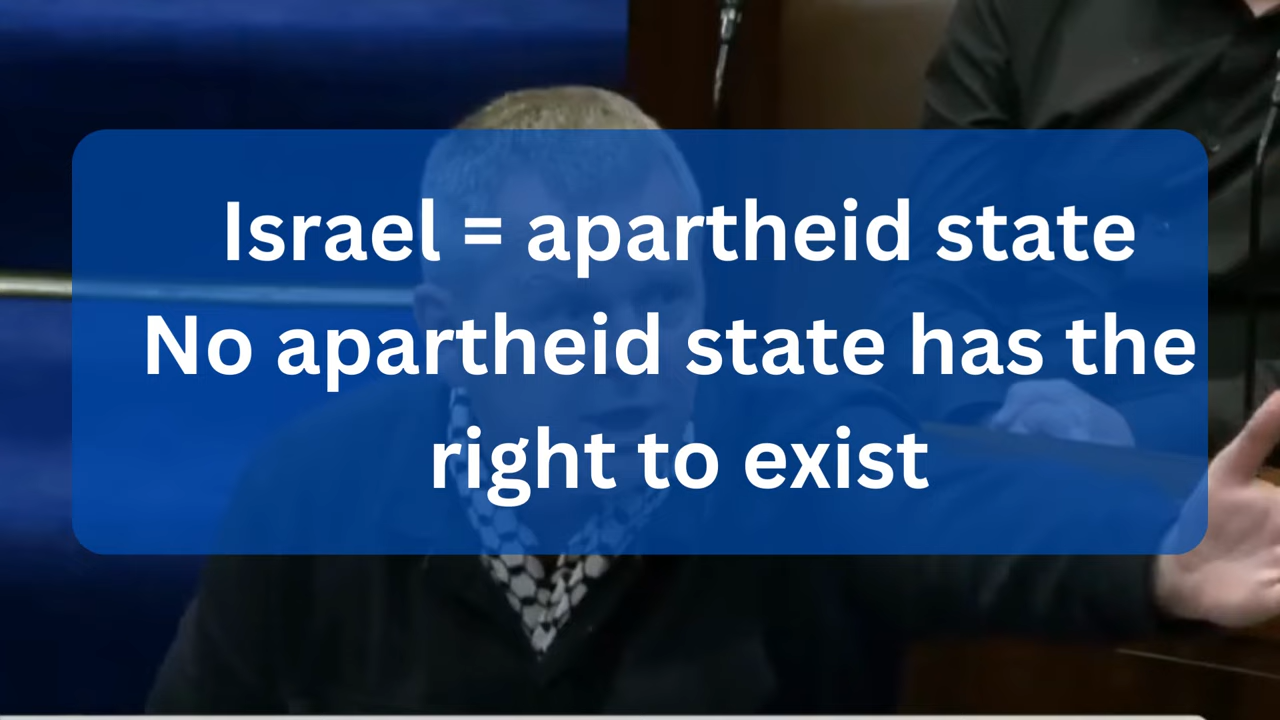 Israel = apartheid state
No apartheid state has the
right to exist